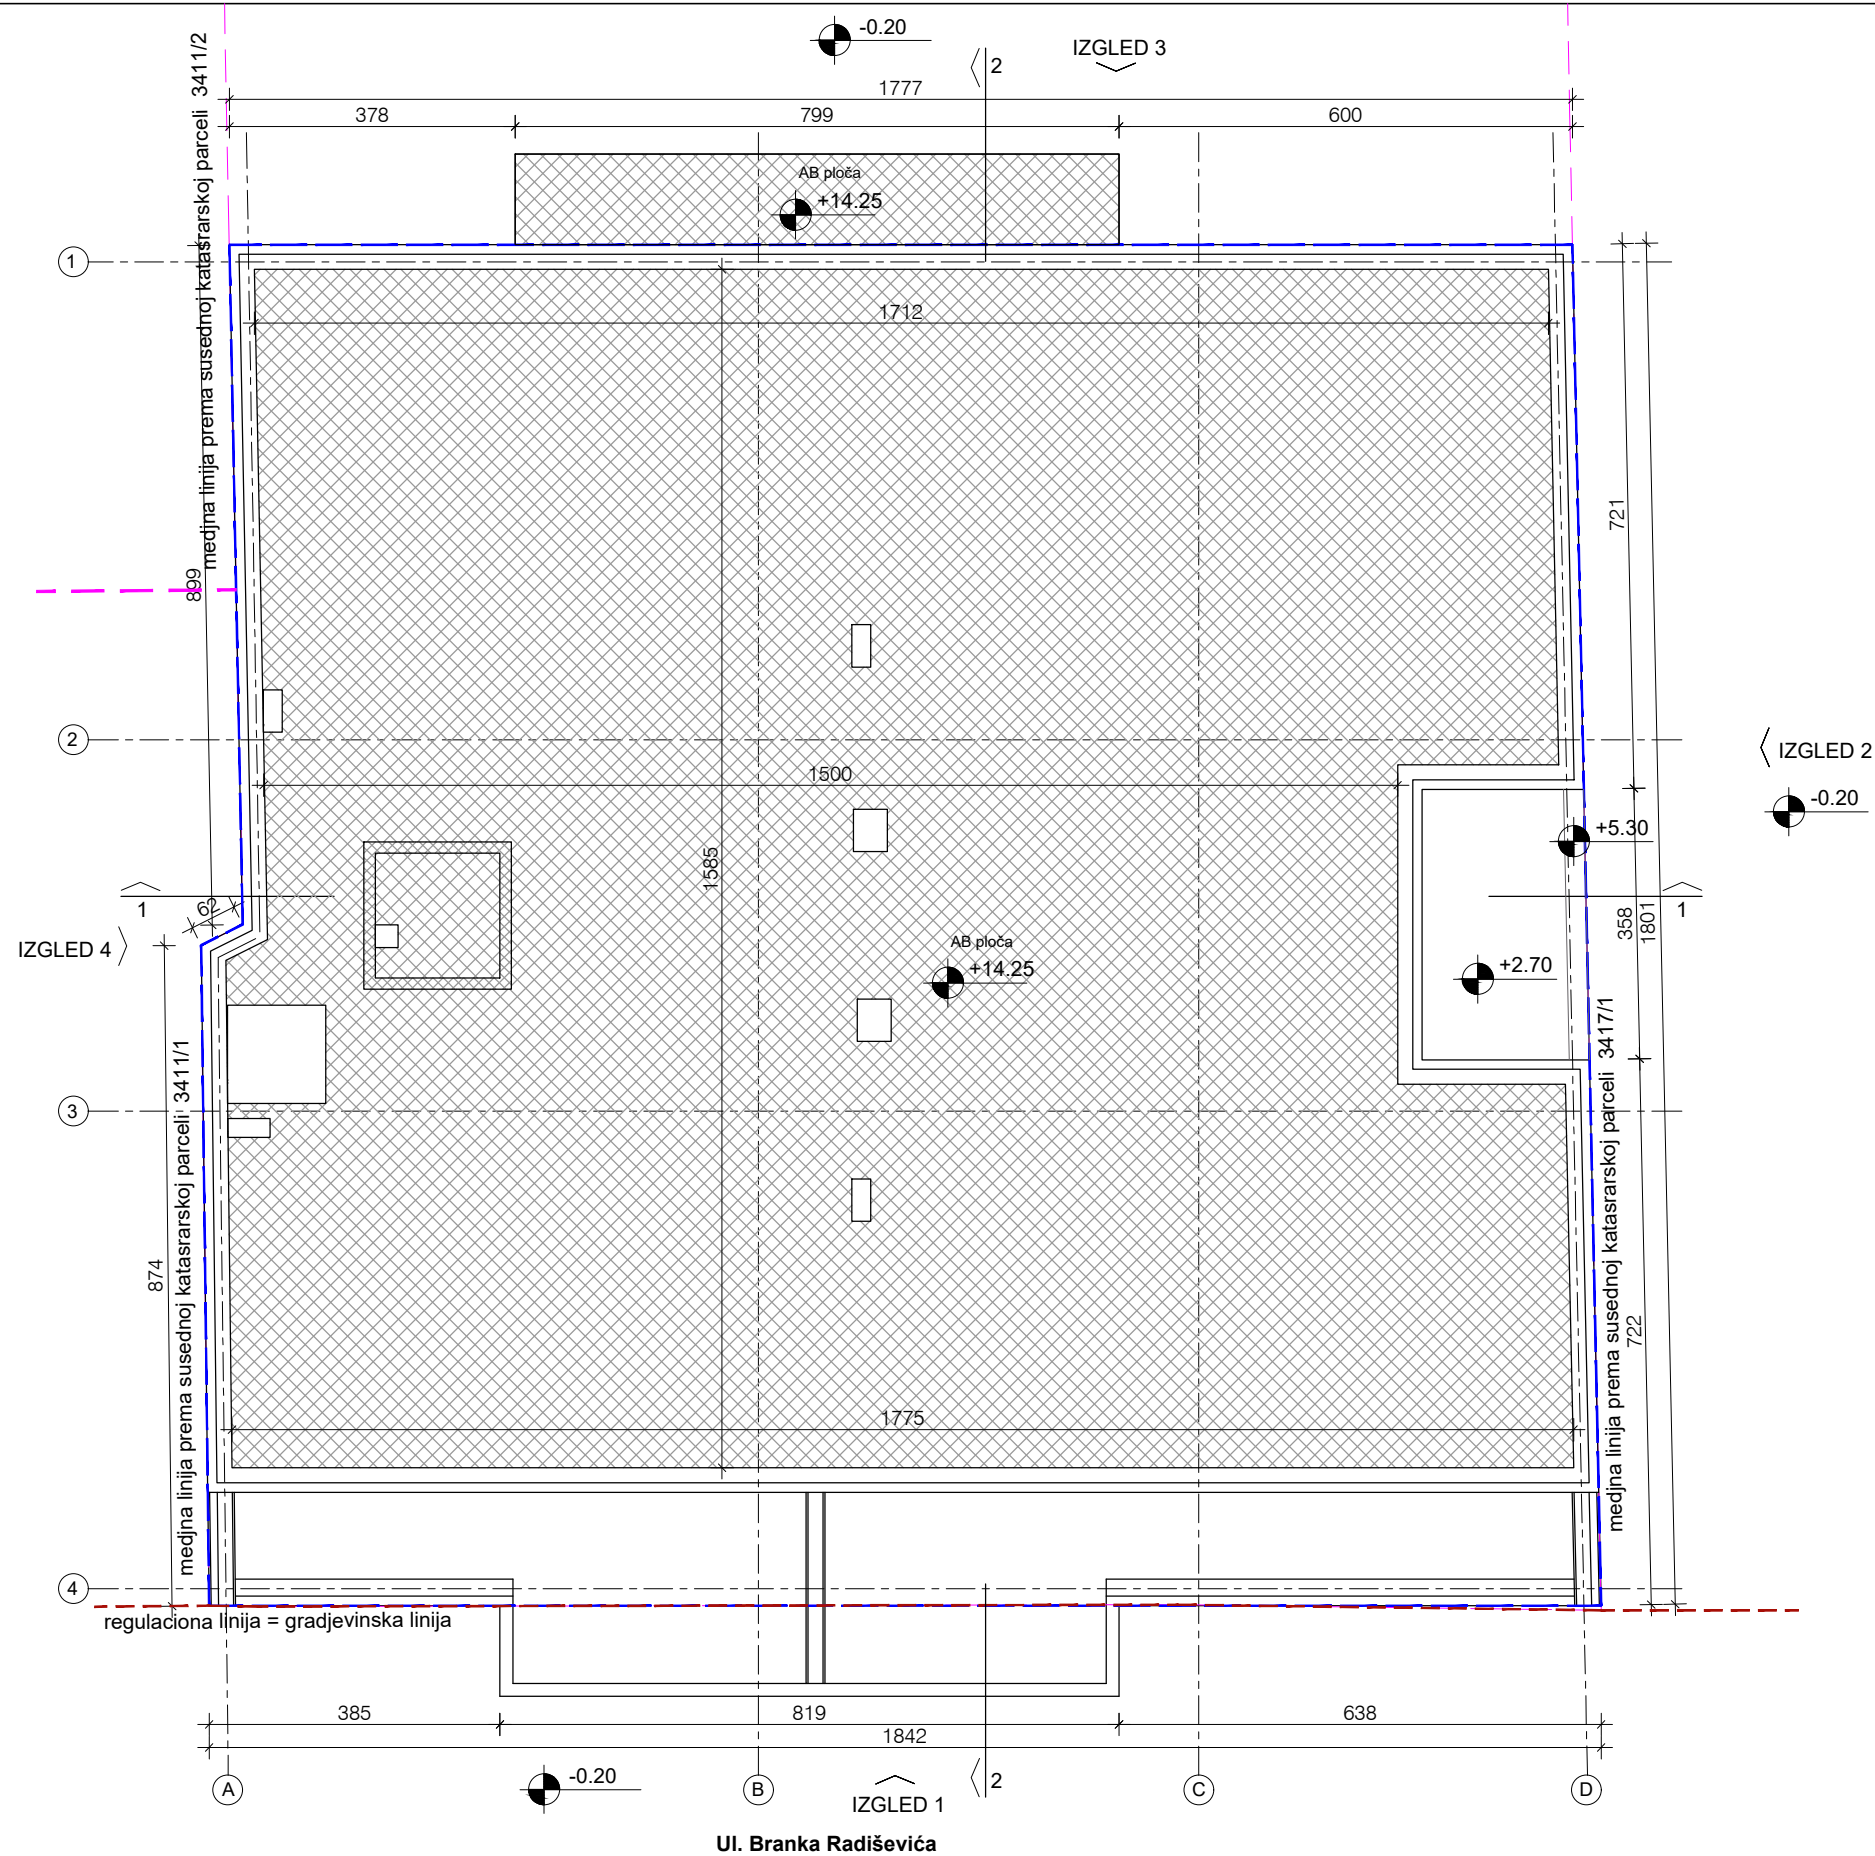 -0.20
2
IZGLED 3
1777
378
799
600
medjna linija prema susednoj katasrarskoj parceli 3411/2
AB ploča
+14.25
1
1712
721
899
2
1500
IZGLED 2
-0.20
+5.30
1585
62
1
358
1801
1
IZGLED 4
AB ploča
+14.25
+2.70
medjna linija prema susednoj katasrarskoj parceli 3411/1
medjna linija prema susednoj katasrarskoj parceli 3417/1
3
874
722
1775
4
regulaciona linija = gradjevinska linija
385
819
638
1842
A
-0.20
B
IZGLED 1
2
C
D
Ul. Branka Radiševića